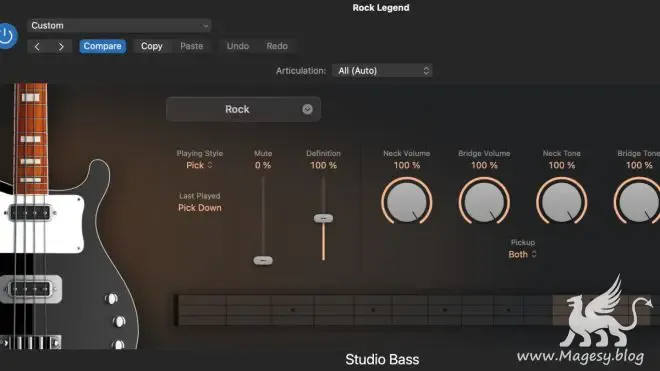 Rock Legend
Custom
Compare Copy Paste Undo Redo
Articulation: All (Auto)
Rock
Playing Style Mute Definition Neck Volume Bridge Volume Neck Tone Bridge Tone
Pick 0 % 100 % 100 % 100 % 100 % 100 %
Last Played
Pick Down
Pickup
Both
www.Magesy.blog
Studio Bass